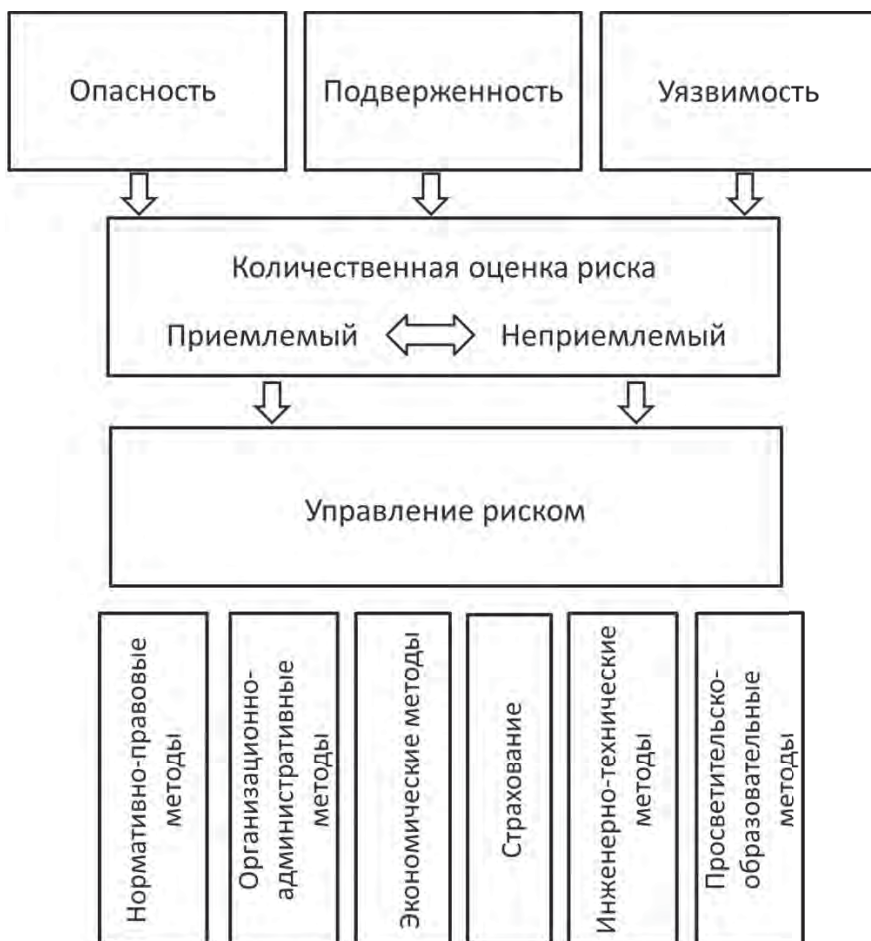 Опасность
Подверженность
Уязвимость
Количественная оценка риска
Приемлемый
Неприемлемый
Управление риском
Нормативно-правовые
методы
Организационно-
административные
методы
Экономические методы
Страхование
Инженерно-технические
методы
Просветительско-
образовательные
методы